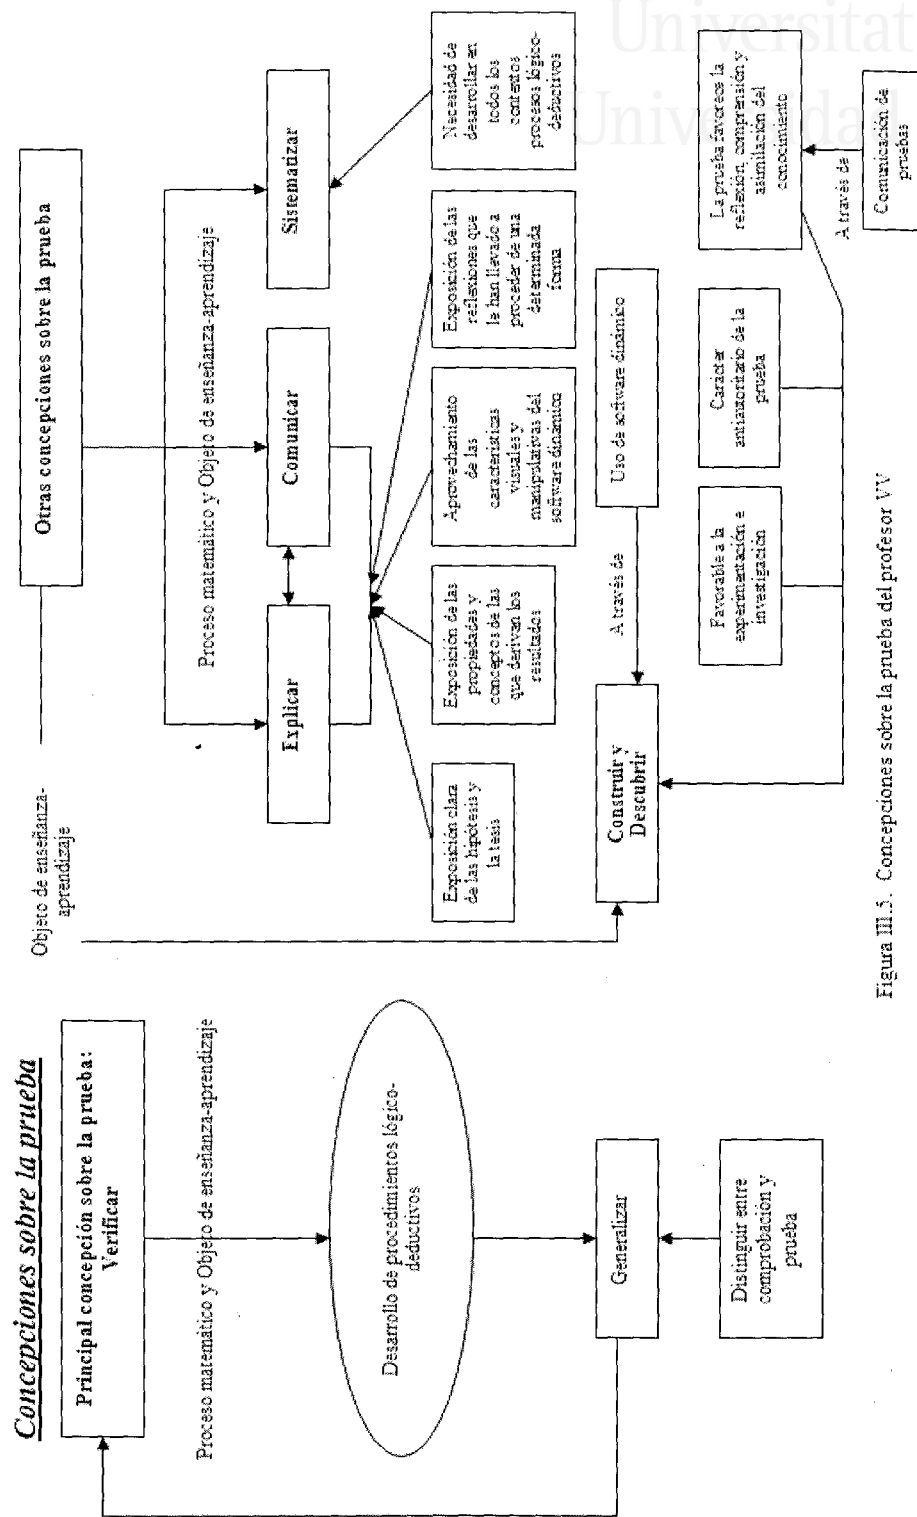 Concepciones sobre la prueba
Principal concepción sobre la prueba:
Verificar
Proceso matemático y Objeto de enseñanza-aprendizaje
Desarrollo de procedimientos lógico-
deductivos
Generalizar
Distinguir entre
comprobación y
prueba
Otras concepciones sobre la prueba
Objeto de enseñanza-
aprendizaje
Proceso matemático y Objeto de enseñanza-aprendizaje
Explicar
Comunicar
Sistematizar
Exposición clara
de las hipótesis y
la tesis
Exposición de las
propiedades y
conceptos de las
que derivan los
resultados
Aprovechamiento
de las
características
visuales y
manipulativas del
software dinámico
Exposición de las
reflexiones que
le han llevado a
proceder de una
determinada
forma
Necesidad de
desarrollar en
todos los
contextos
procesos lógico-
deductivos
Construir y
Descubrir
A través de
Uso de software dinámico
Favorable a la
experimentación e
investigación
Carácter
antiautoritario de la
prueba
La prueba favorece la
reflexión, comprensión y
asimilación del
conocimiento
A través de
Comunicación de
pruebas
Figura III.5. Concepciones sobre la prueba del profesor VV
Universitat
Universidad